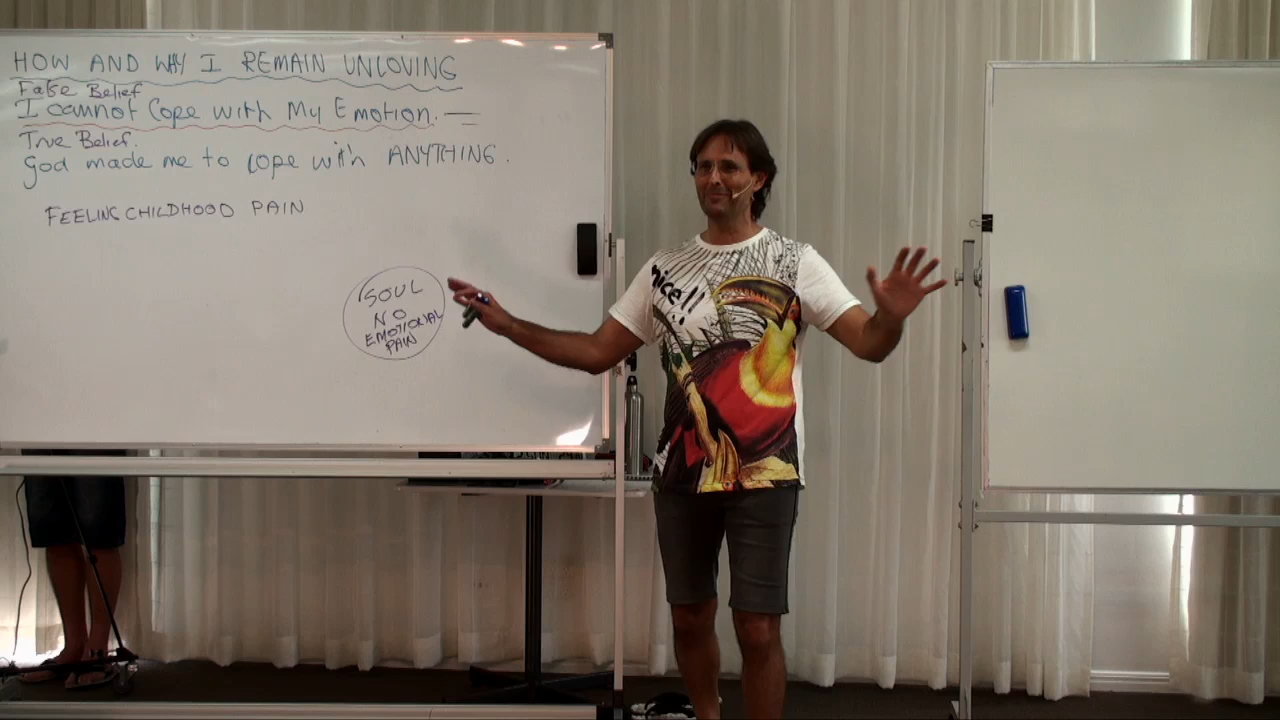 HOW AND WHY I REMAIN UNLOVING
False Belief
I cannot Cope with My Emotion. —
True Belief.
God made me to cope with ANYTHING.
FEELING CHILDHOOD PAIN
SOUL
NO
EMOTIONAL
PAIN
nice!!